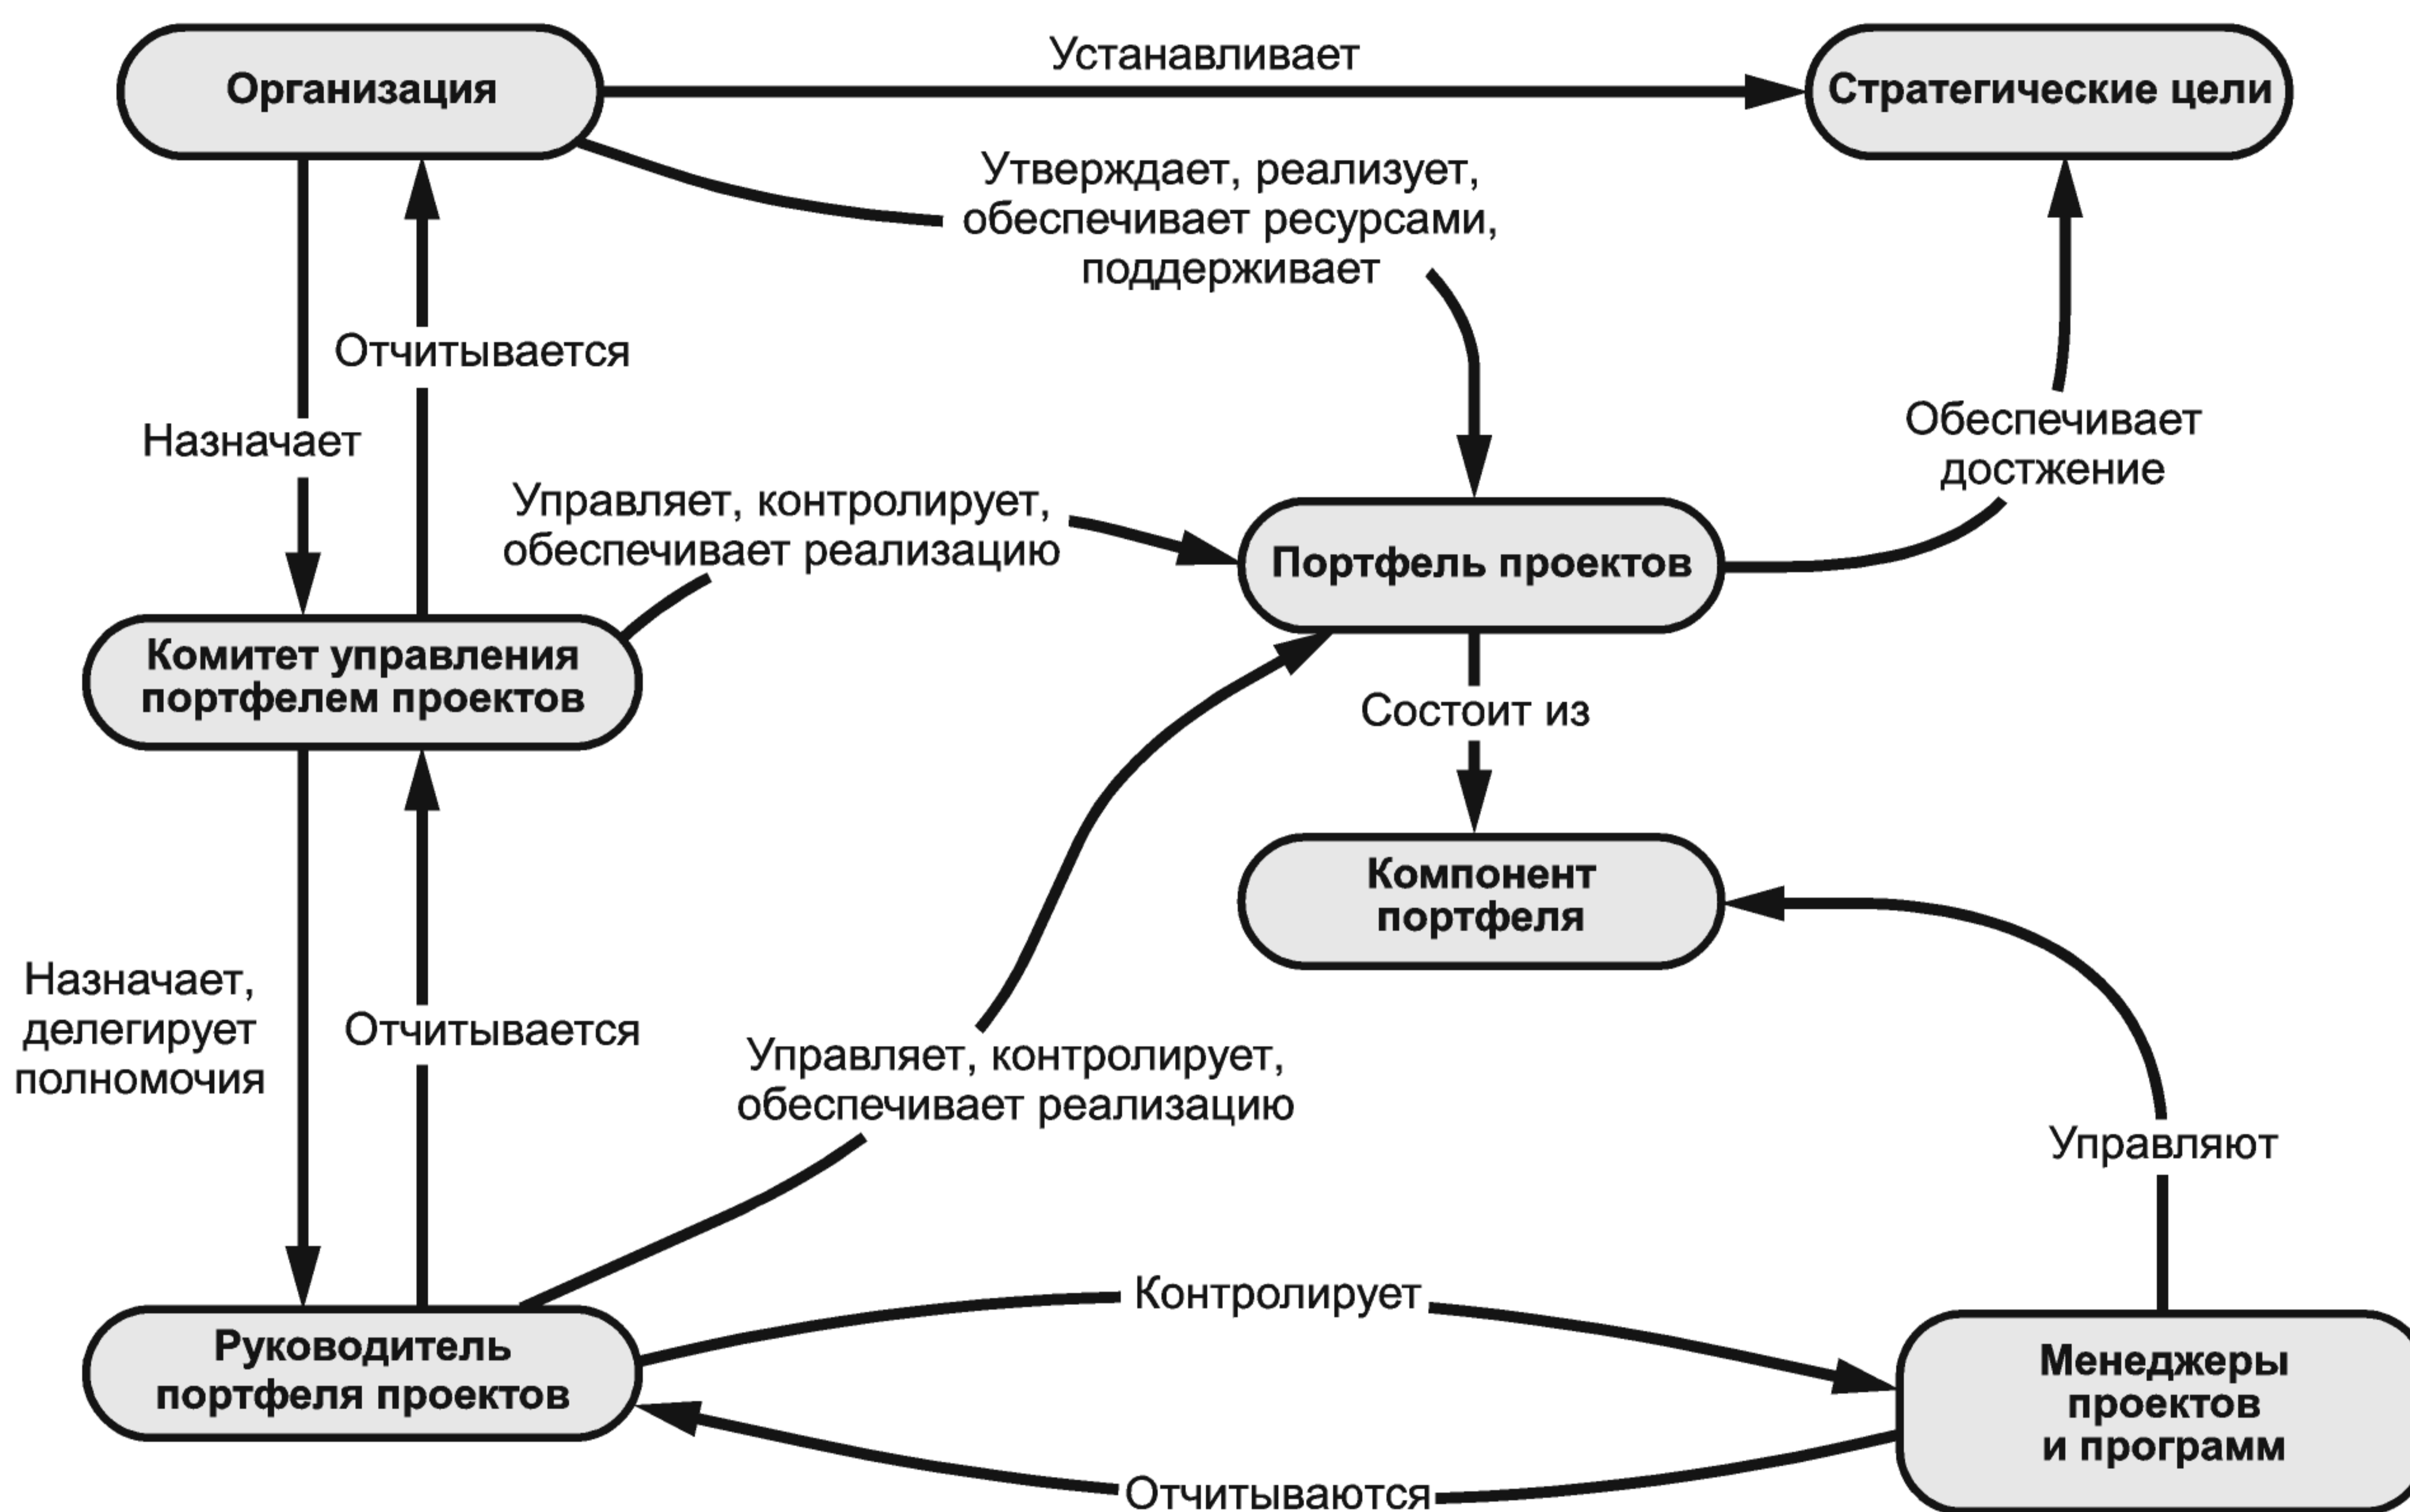 Устанавливает
Организация
Стратегические цели
Утверждает, реализует,
обеспечивает ресурсами,
поддерживает
Отчитывается
Назначает
Обеспечивает
достжение
Управляет, контролирует,
обеспечивает реализацию
Портфель проектов
Комитет управления
портфелем проектов
Состоит из
Компонент
портфеля
Назначает,
делегирует
полномочия
Отчитывается
Управляет, контролирует,
обеспечивает реализацию
Управляют
Контролирует
Руководитель
портфеля проектов
Менеджеры
проектов
и программ
Отчитываются